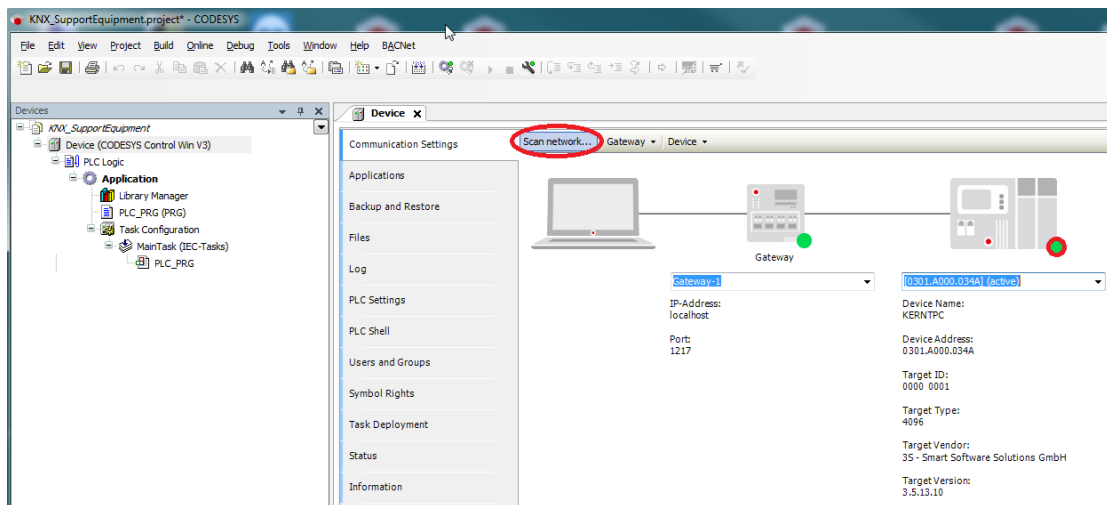 KNX_SupportEquipment.project* - CODESYS
File Edit View Project Build Online Debug Tools Window Help BACNet
Devices
KNX_SupportEquipment
Device (CODESYS Control Win V3)
PLC Logic
Application
Library Manager
PLC_PRG (PRG)
Task Configuration
MainTask (IEC-Tasks)
PLC_PRG
Device
Communication Settings
Applications
Backup and Restore
Files
Log
PLC Settings
PLC Shell
Users and Groups
Symbol Rights
Task Deployment
Status
Information
Scan network... Gateway Device
Gateway
Gateway-1
IP-Address:
localhost
Port:
1217
[0301.A000.034A] (active)
Device Name:
KERNTPC
Device Address:
0301.A000.034A
Target ID:
0000 0001
Target Type:
4096
Target Vendor:
3S - Smart Software Solutions GmbH
Target Version:
3.5.13.10